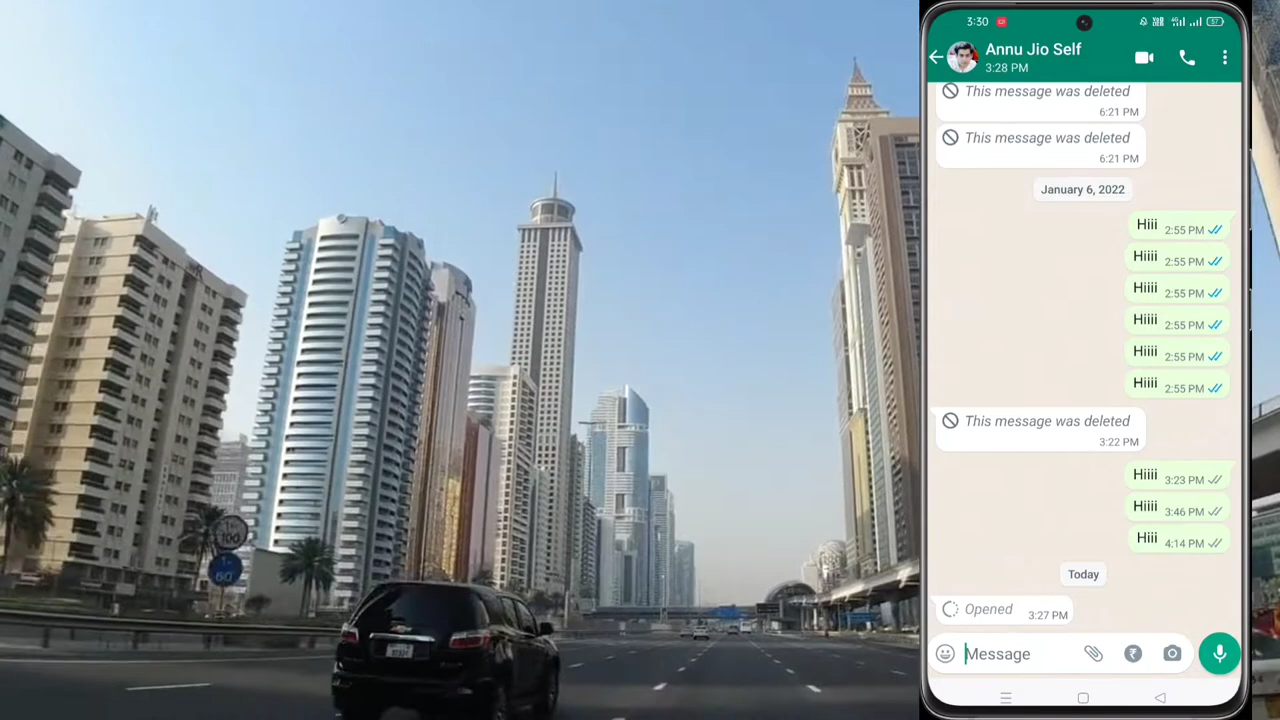 100
60
3:30
57
Annu Jio Self
3:28 PM
This message was deleted
6:21 PM
This message was deleted
6:21 PM
January 6, 2022
Hiii 2:55 PM
Hiiii 2:55 PM
Hiiii 2:55 PM
Hiiii 2:55 PM
Hiiii 2:55 PM
Hiiii 2:55 PM
This message was deleted
3:22 PM
Hiiii 3:23 PM
Hiiii 3:46 PM
Hiii 4:14 PM
Today
Opened 3:27 PM
Message
₹